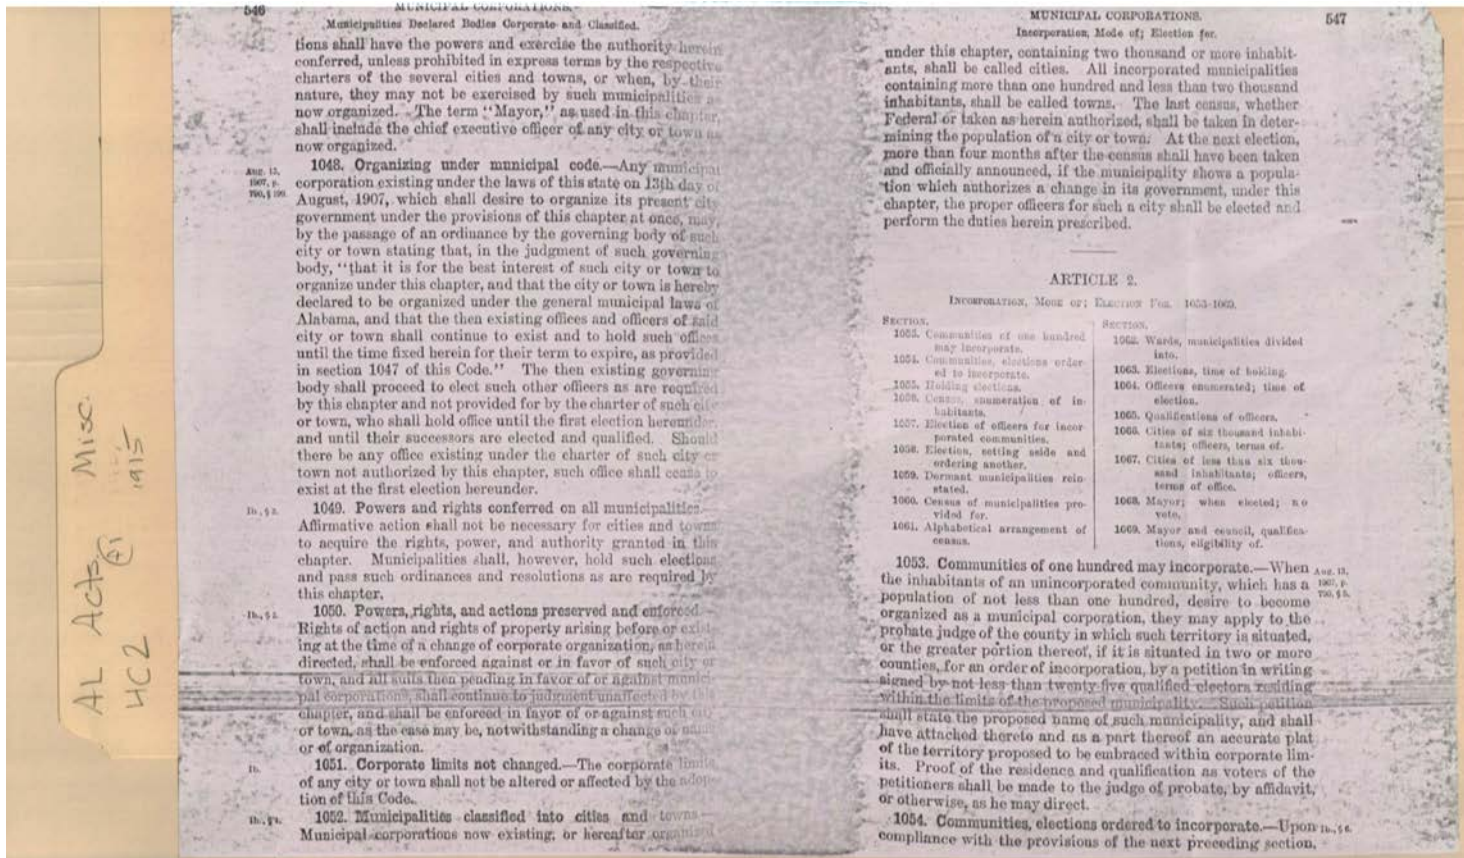 AL Acts Misc.
HC2 1915
546
MUNICIPAL CORPORATIONS.
Municipalities Declared Bodies Corporate and Classified.
tions shall have the powers and exercise the authority herein
conferred, unless prohibited in express terms by the respective
charters of the several cities and towns, or when, by their
nature, they may not be exercised by such municipalities as
now organized. The term "Mayor," as used in this chapter,
shall include the chief executive officer of any city or town as
now organized.
Aug. 13,
1907, p.
790, § 199.
1048. Organizing under municipal code.—Any municipal
corporation existing under the laws of this state on 13th day of
August, 1907, which shall desire to organize its present city
government under the provisions of this chapter at once, may,
by the passage of an ordinance by the governing body of such
city or town stating that, in the judgment of such governing
body, "that it is for the best interest of such city or town to
organize under this chapter, and that the city or town is hereby
declared to be organized under the general municipal laws of
Alabama, and that the then existing offices and officers of said
city or town shall continue to exist and to hold such offices
until the time fixed herein for their term to expire, as provided
in section 1047 of this Code." The then existing governing
body shall proceed to elect such other officers as are required
by this chapter and not provided for by the charter of such city
or town, who shall hold office until the first election hereunder,
and until their successors are elected and qualified. Should
there be any office existing under the charter of such city or
town not authorized by this chapter, such office shall cease to
exist at the first election hereunder.
Ib., § 2.
1049. Powers and rights conferred on all municipalities.—
Affirmative action shall not be necessary for cities and towns
to acquire the rights, power, and authority granted in this
chapter. Municipalities shall, however, hold such elections
and pass such ordinances and resolutions as are required by
this chapter.
Ib., § 3.
1050. Powers, rights, and actions preserved and enforced.—
Rights of action and rights of property arising before or exist-
ing at the time of a change of corporate organization, as herein
directed, shall be enforced against or in favor of such city or
town, and all suits then pending in favor of or against munici-
pal corporations, shall continue to judgment unaffected by this
chapter, and shall be enforced in favor of or against such city
or town, as the case may be, notwithstanding a change of name
or of organization.
Ib.
1051. Corporate limits not changed.—The corporate limits
of any city or town shall not be altered or affected by the adop-
tion of this Code.
Ib., § 4.
1052. Municipalities classified into cities and towns.—
Municipal corporations now existing, or hereafter organized
MUNICIPAL CORPORATIONS.
547
Incorporation, Mode of; Election for.
under this chapter, containing two thousand or more inhabit-
ants, shall be called cities. All incorporated municipalities
containing more than one hundred and less than two thousand
inhabitants, shall be called towns. The last census, whether
Federal or taken as herein authorized, shall be taken in deter-
mining the population of a city or town. At the next election,
more than four months after the census shall have been taken
and officially announced, if the municipality shows a popula-
tion which authorizes a change in its government, under this
chapter, the proper officers for such a city shall be elected and
perform the duties herein prescribed.
ARTICLE 2.
INCORPORATION, MODE OF; ELECTION FOR. 1053-1069.
SECTION.
1053. Communities of one hundred
may incorporate.
1054. Communities, elections order-
ed to incorporate.
1055. Holding elections.
1056. Census, enumeration of in-
habitants.
1057. Election of officers for incor
porated communities.
1058. Election, setting aside and
ordering another.
1059. Dormant municipalities rein
stated.
1060. Census of municipalities pro-
vided for.
1061. Alphabetical arrangement of
census.
SECTION.
1062. Wards, municipalities divided
into.
1063. Elections, time of holding.
1064. Officers enumerated; time of
election.
1065. Qualifications of officers.
1066. Cities of six thousand inhabi-
tants; officers, terms of.
1067. Cities of less than six thou-
sand inhabitants; officers,
terms of office.
1068. Mayor; when elected; no
vote.
1069. Mayor and council, qualifica-
tions, eligibility of.
1053. Communities of one hundred may incorporate.—When
the inhabitants of an unincorporated community, which has a
population of not less than one hundred, desire to become
organized as a municipal corporation, they may apply to the
probate judge of the county in which such territory is situated,
or the greater portion thereof, if it is situated in two or more
counties, for an order of incorporation, by a petition in writing
signed by not less than twenty-five qualified electors residing
within the limits of the proposed municipality. Such petition
shall state the proposed name of such municipality, and shall
have attached thereto and as a part thereof an accurate plat
of the territory proposed to be embraced within corporate lim-
its. Proof of the residence and qualification as voters of the
petitioners shall be made to the judge of probate, by affidavit,
or otherwise, as he may direct.
Aug. 13,
1907, p.
790, § 5.
1054. Communities, elections ordered to incorporate.—Upon
compliance with the provisions of the next preceding section,
Ib., § 6.